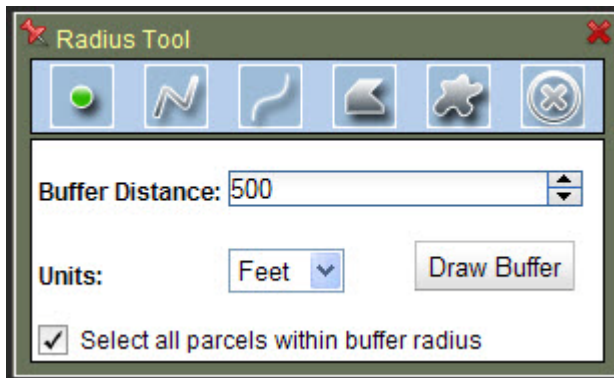 Radius Tool
Buffer Distance: 500
Units: Feet Draw Buffer
Select all parcels within buffer radius